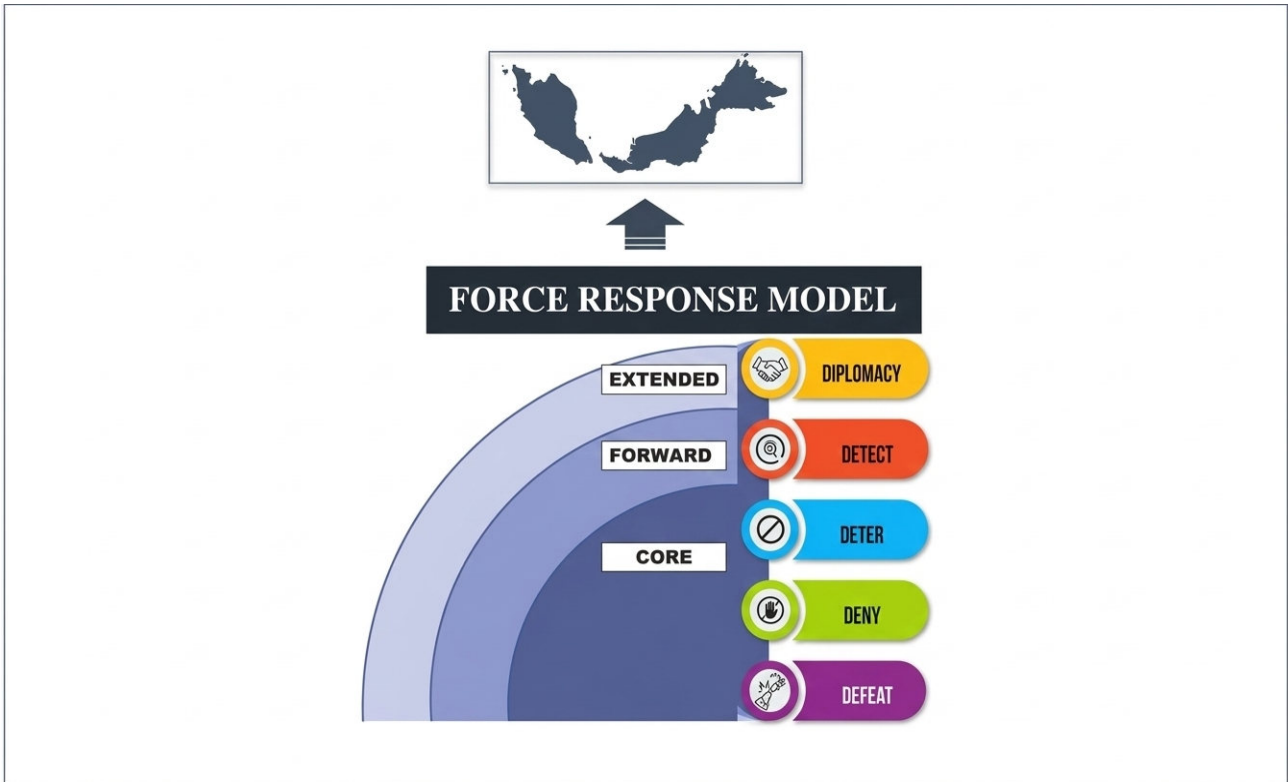 FORCE RESPONSE MODEL
EXTENDED
DIPLOMACY
FORWARD
DETECT
DETER
CORE
DENY
DEFEAT